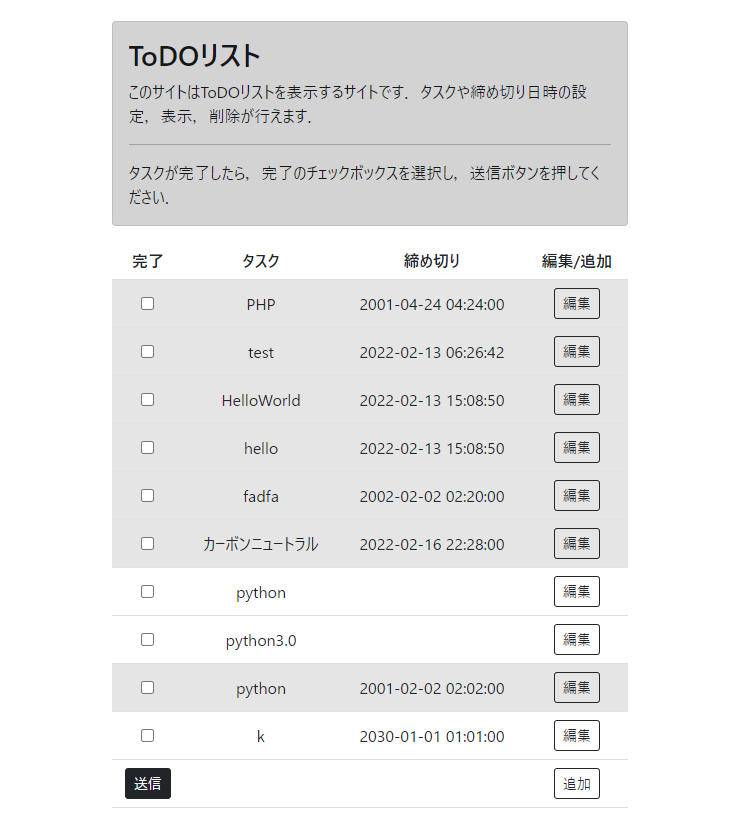 ToDOリスト
このサイトはToDOリストを表示するサイトです．タスクや締め切り日時の設
定，表示，削除が行えます．
タスクが完了したら，完了のチェックボックスを選択し，送信ボタンを押してく
ださい．
完了 タスク 締め切り 編集/追加
PHP 2001-04-24 04:24:00 編集
test 2022-02-13 06:26:42 編集
HelloWorld 2022-02-13 15:08:50 編集
hello 2022-02-13 15:08:50 編集
fadfa 2002-02-02 02:20:00 編集
カーボンニュートラル 2022-02-16 22:28:00 編集
python 編集
python3.0 編集
python 2001-02-02 02:02:00 編集
k 2030-01-01 01:01:00 編集
送信 追加